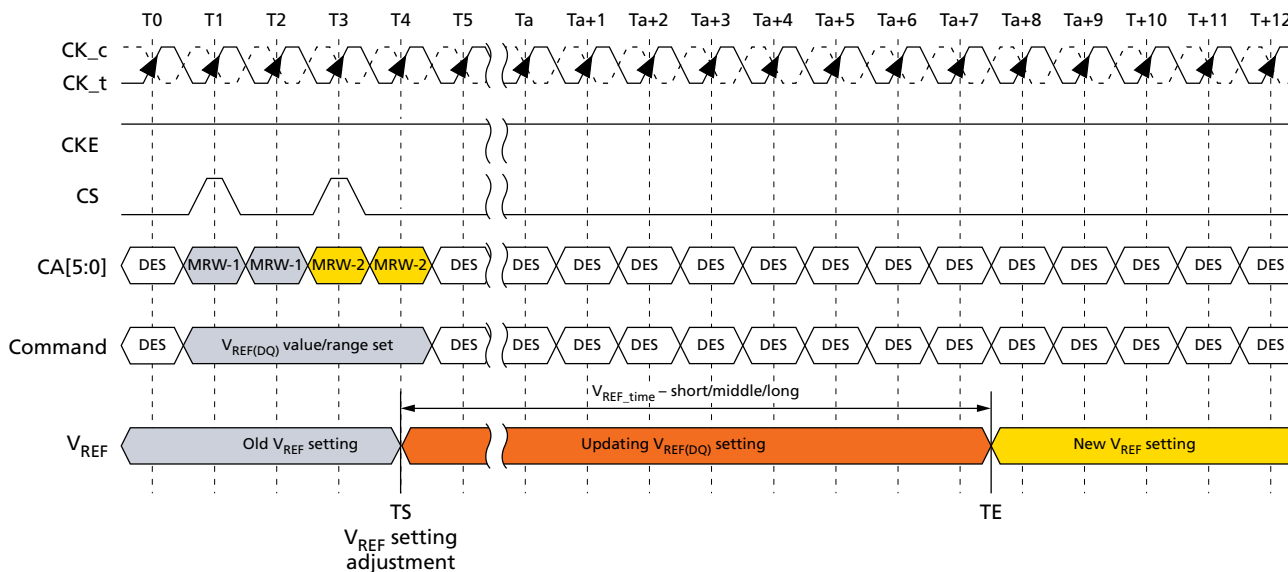 T0 T1 T2 T3 T4 T5 Ta Ta+1 Ta+2 Ta+3 Ta+4 Ta+5 Ta+6 Ta+7 Ta+8 Ta+9 T+10 T+11 T+12
CK_c
CK_t
CKE
CS
CA[5:0] DES MRW-1 MRW-1 MRW-2 MRW-2 DES DES DES DES DES DES DES DES DES DES DES DES DES DES
Command DES VREF(DQ) value/range set DES DES DES DES DES DES DES DES DES DES DES DES DES DES
VREF_time – short/middle/long
VREF Old VREF setting Updating VREF(DQ) setting New VREF setting
TS TE
VREF setting
adjustment